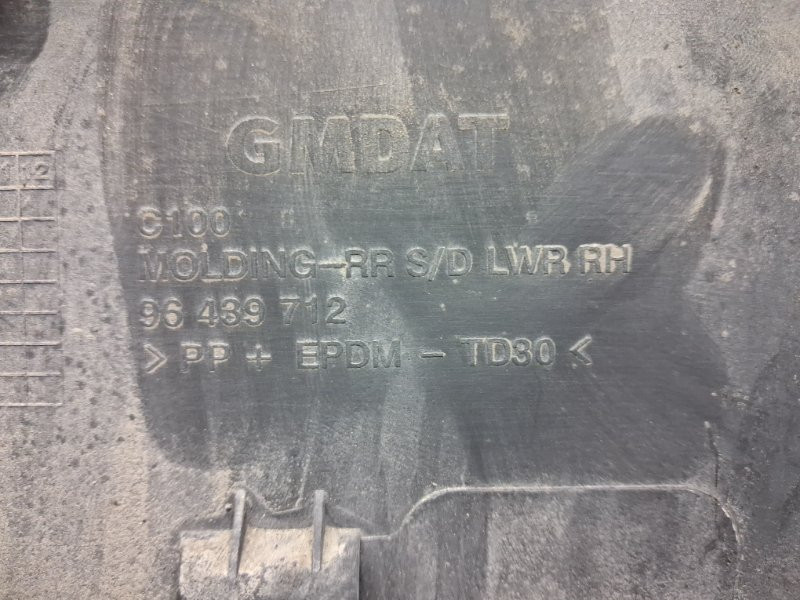 GMDAT
C100
MOLDING-RR S/D LWR RH
96 439 712
> PP + EPDM - TD30 <